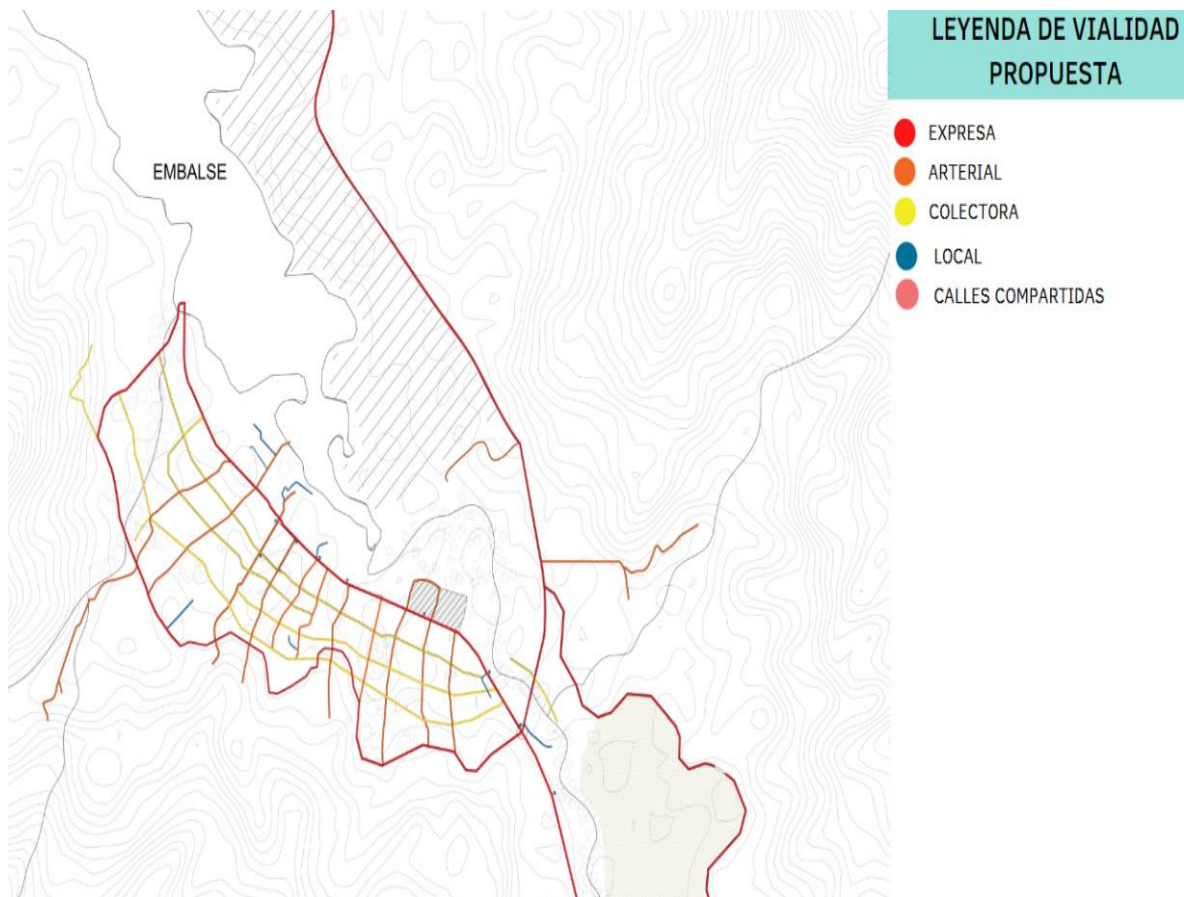 LEYENDA DE VIALIDAD
PROPUESTA
EXPRESA
ARTERIAL
COLECTORA
LOCAL
CALLES COMPARTIDAS
EMBALSE